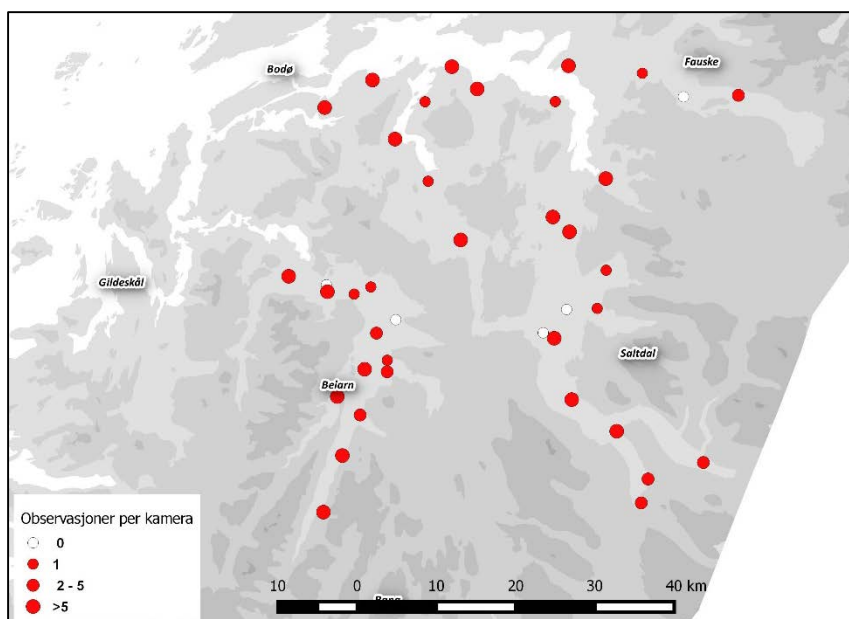 Bodø
Fauske
Gildeskål
Saltdal
Beiarn
Observasjoner per kamera
0
1
2 - 5
>5
10 0 10 20 30 40 km